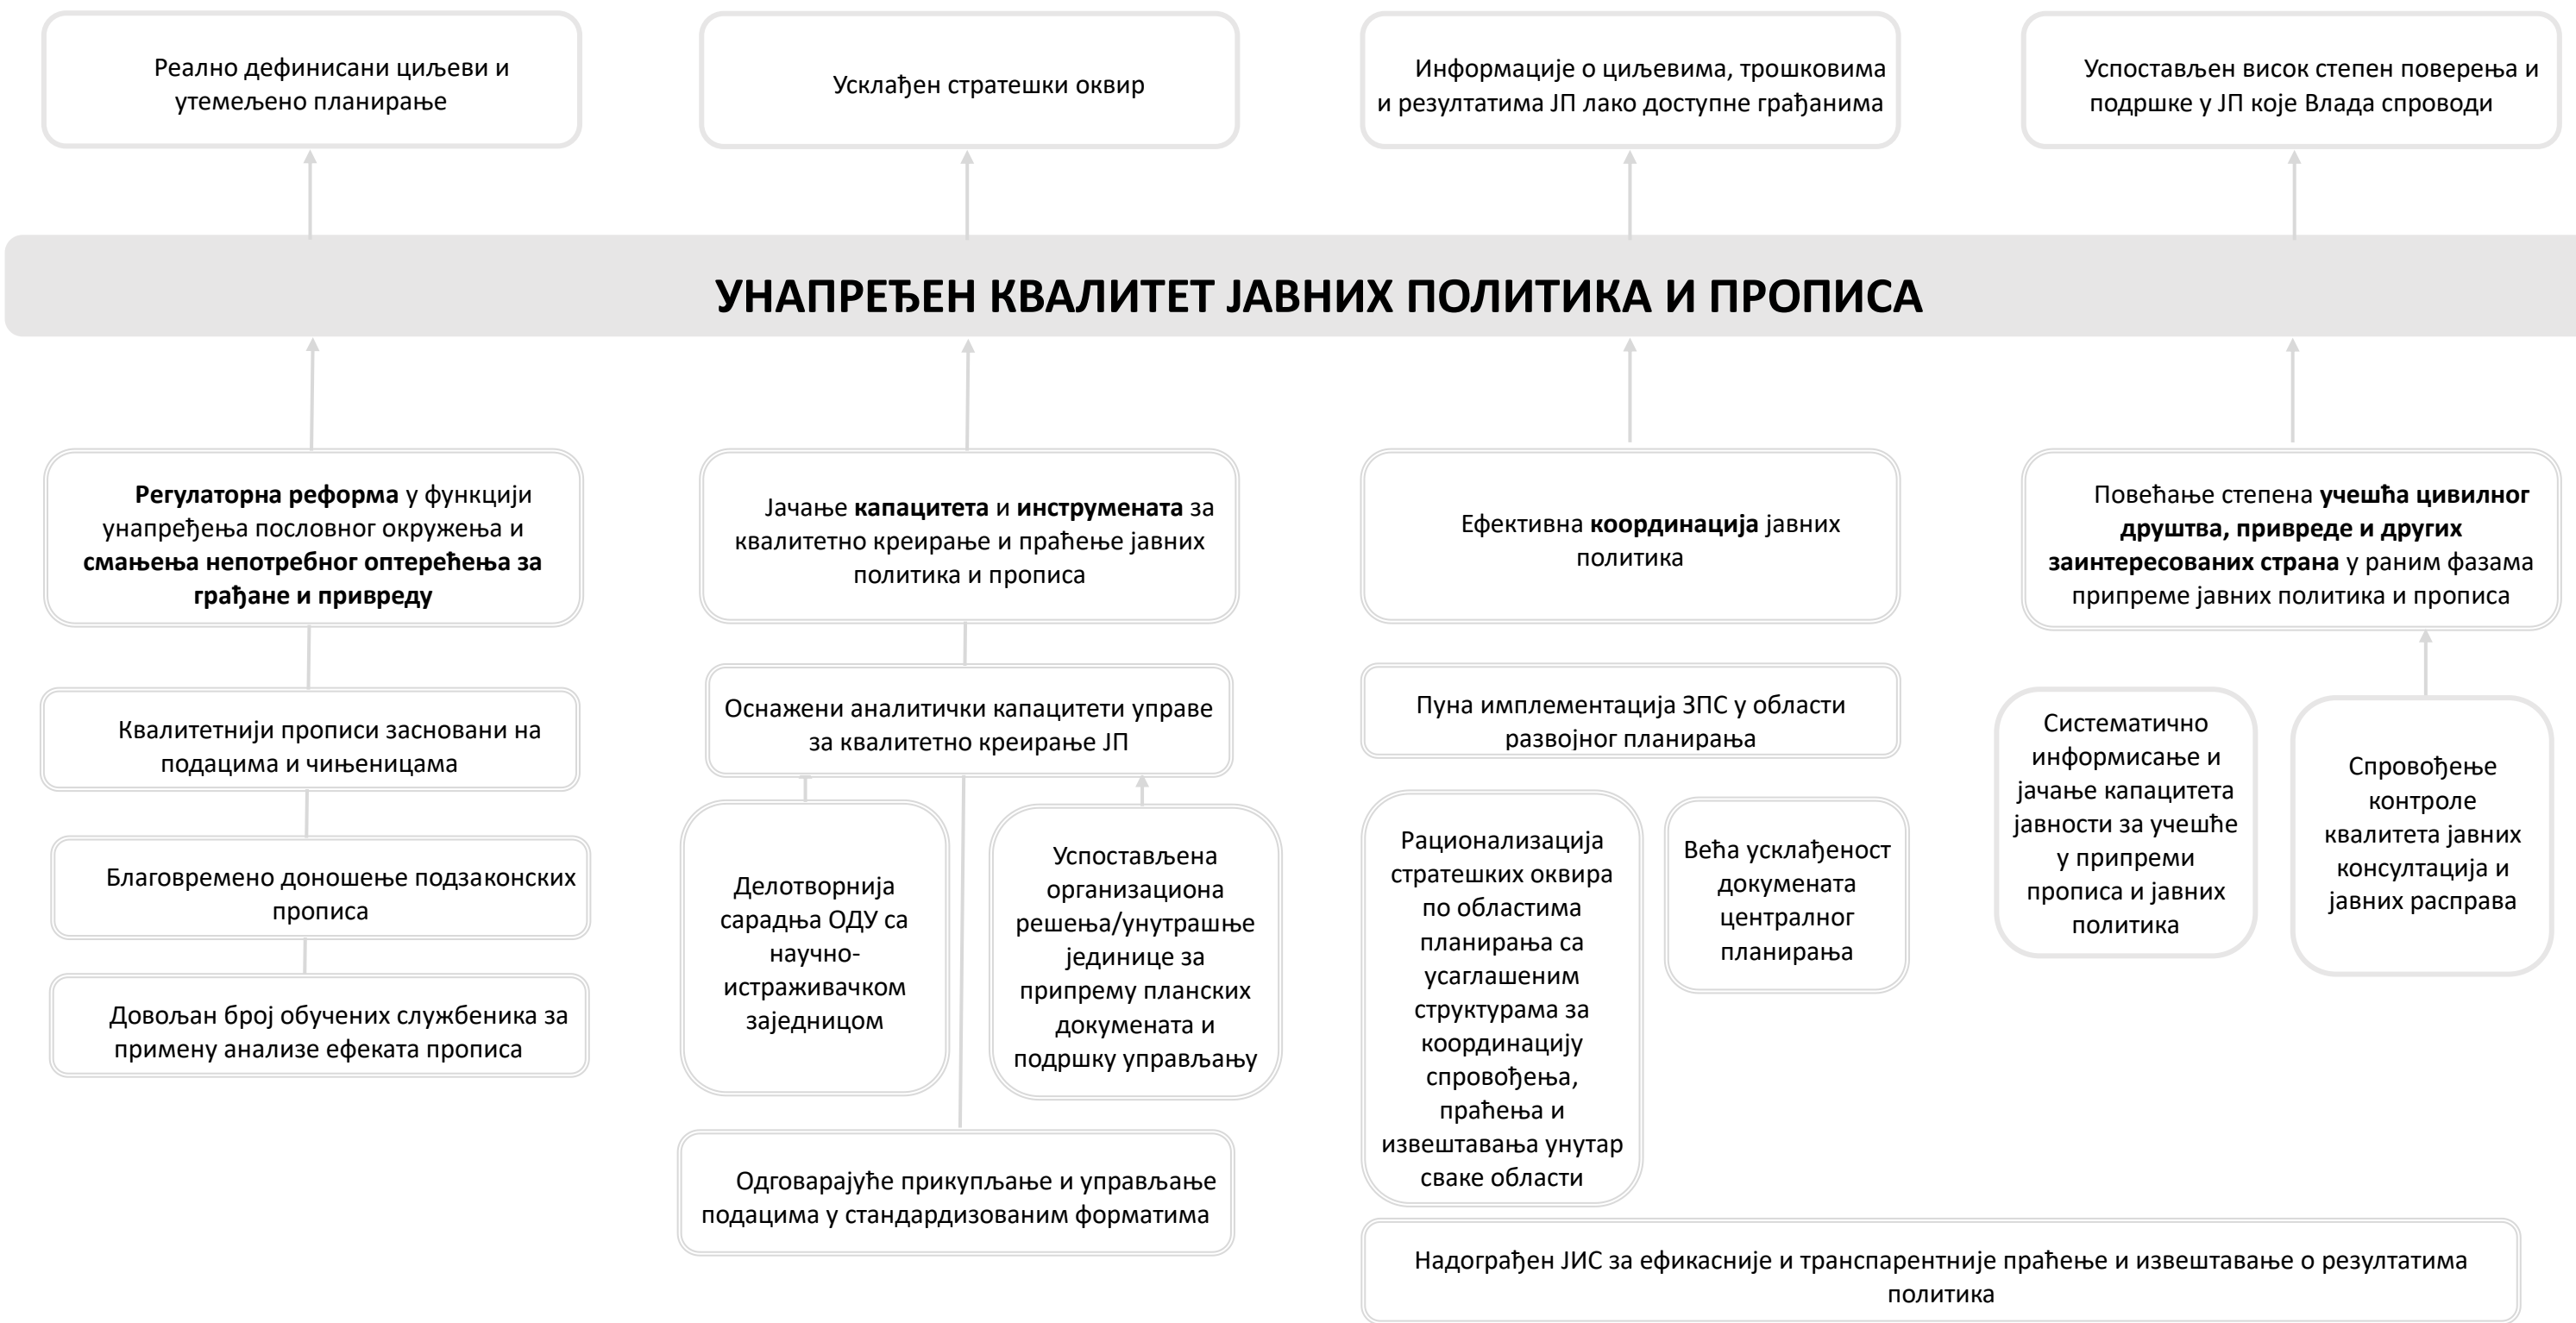 Реално дефинисани циљеви и
утемељено планирање
Усклађен стратешки оквир
Информације о циљевима, трошковима
и резултатима ЈП лако доступне грађанима
Успостављен висок степен поверења и
подршке у ЈП које Влада спроводи
УНАПРЕЂЕН КВАЛИТЕТ ЈАВНИХ ПОЛИТИКА И ПРОПИСА
Регулаторна реформа у функцији
унапређења пословног окружења и
смањења непотребног оптерећења за
грађане и привреду
Јачање капацитета и инструмената за
квалитетно креирање и праћење јавних
политика и прописа
Ефективна координација јавних
политика
Повећање степена учешћа цивилног
друштва, привреде и других
заинтересованих страна у раним фазама
припреме јавних политика и прописа
Квалитетнији прописи засновани на
подацима и чињеницама
Благовремено доношење подзаконских
прописа
Довољан број обучених службеника за
примену анализе ефеката прописа
Оснажени аналитички капацитети управе
за квалитетно креирање ЈП
Делотворнија
сарадња ОДУ са
научно-
истраживачком
заједницом
Успостављена
организациона
решења/унутрашње
јединице за
припрему планских
докумената и
подршку управљању
Одговарајуће прикупљање и управљање
подацима у стандардизованим форматима
Пуна имплементација ЗПС у области
развојног планирања
Рационализација
стратешких оквира
по областима
планирања са
усаглашеним
структурама за
координацију
спровођења,
праћења и
извештавања унутар
сваке области
Већа усклађеност
докумената
централног
планирања
Систематично
информисање и
јачање капацитета
јавности за учешће
у припреми
прописа и јавних
политика
Спровођење
контроле
квалитета јавних
консултација и
јавних расправа
Надограђен ЈИС за ефикасније и транспарентније праћење и извештавање о резултатима
политика